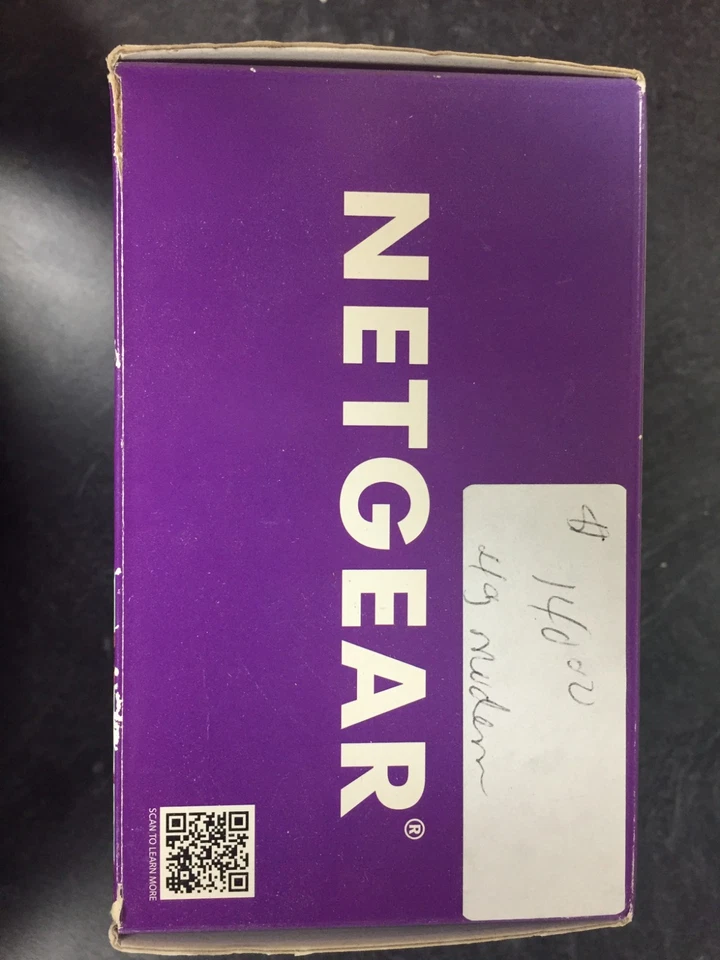 NETGEAR®
$ 140.00
4g modem
SCAN TO LEARN MORE